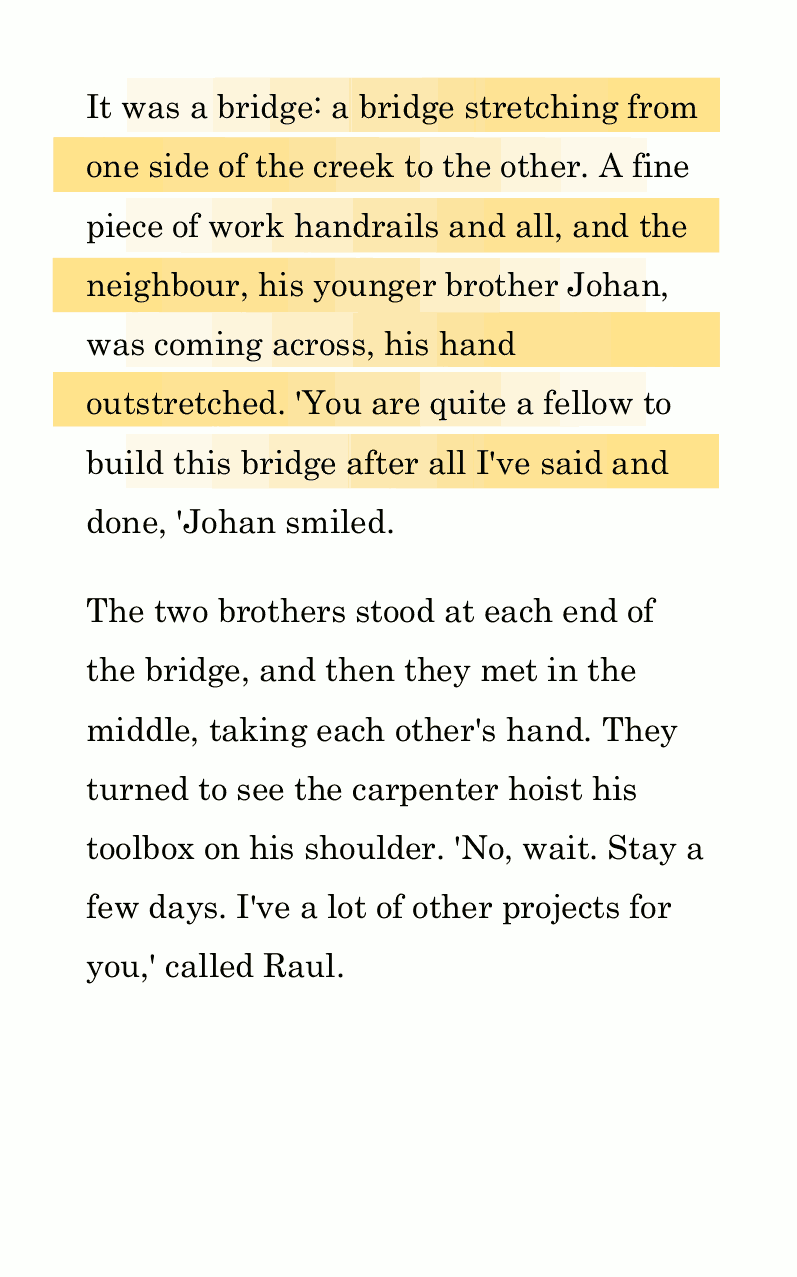 It was a bridge: a bridge stretching from
one side of the creek to the other. A fine
piece of work handrails and all, and the
neighbour, his younger brother Johan,
was coming across, his hand
outstretched. 'You are quite a fellow to
build this bridge after all I've said and
done, 'Johan smiled.
The two brothers stood at each end of
the bridge, and then they met in the
middle, taking each other's hand. They
turned to see the carpenter hoist his
toolbox on his shoulder. 'No, wait. Stay a
few days. I've a lot of other projects for
you,' called Raul.